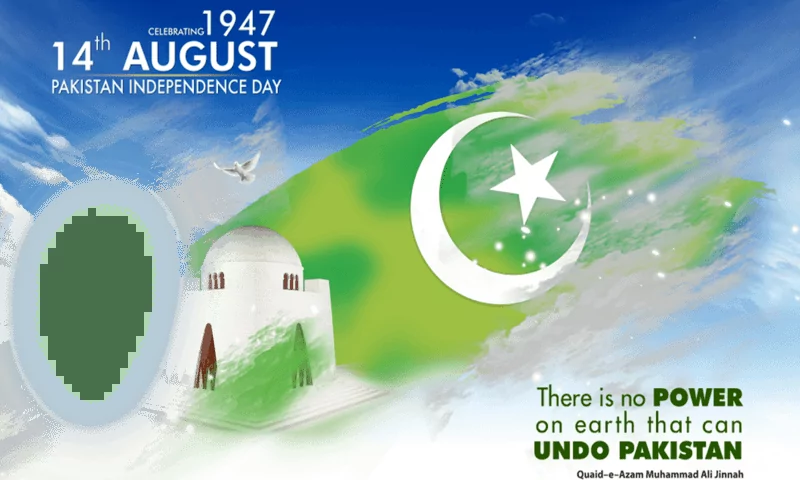 CELEBRATING 1947
14th AUGUST
PAKISTAN INDEPENDENCE DAY
There is no POWER
on earth that can
UNDO PAKISTAN
Quaid-e-Azam Muhammad Ali Jinnah